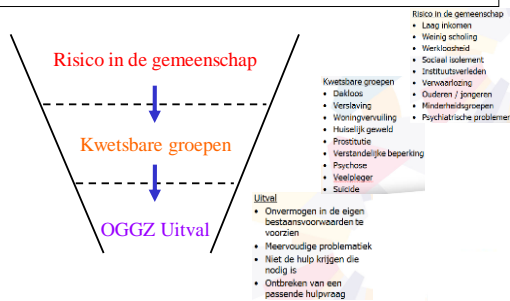 Risico in de gemeenschap
Kwetsbare groepen
OGGZ Uitval
Risico in de gemeenschap
• Laag inkomen
• Weinig scholing
• Werkloosheid
• Sociaal isolement
• Instituutsverleden
• Verwaarlozing
• Ouderen / jongeren
• Minderheidsgroepen
• Psychiatrische problemen
Kwetsbare groepen
• Dakloos
• Verslaving
• Woningvervuiling
• Huiselijk geweld
• Prostitutie
• Verstandelijke beperking
• Psychose
• Veelpleger
• Suicide
Uitval
• Onvermogen in de eigen
bestaansvoorwaarden te
voorzien
• Meervoudige problematiek
• Niet de hulp krijgen die
nodig is
• Ontbreken van een
passende hulpvraag